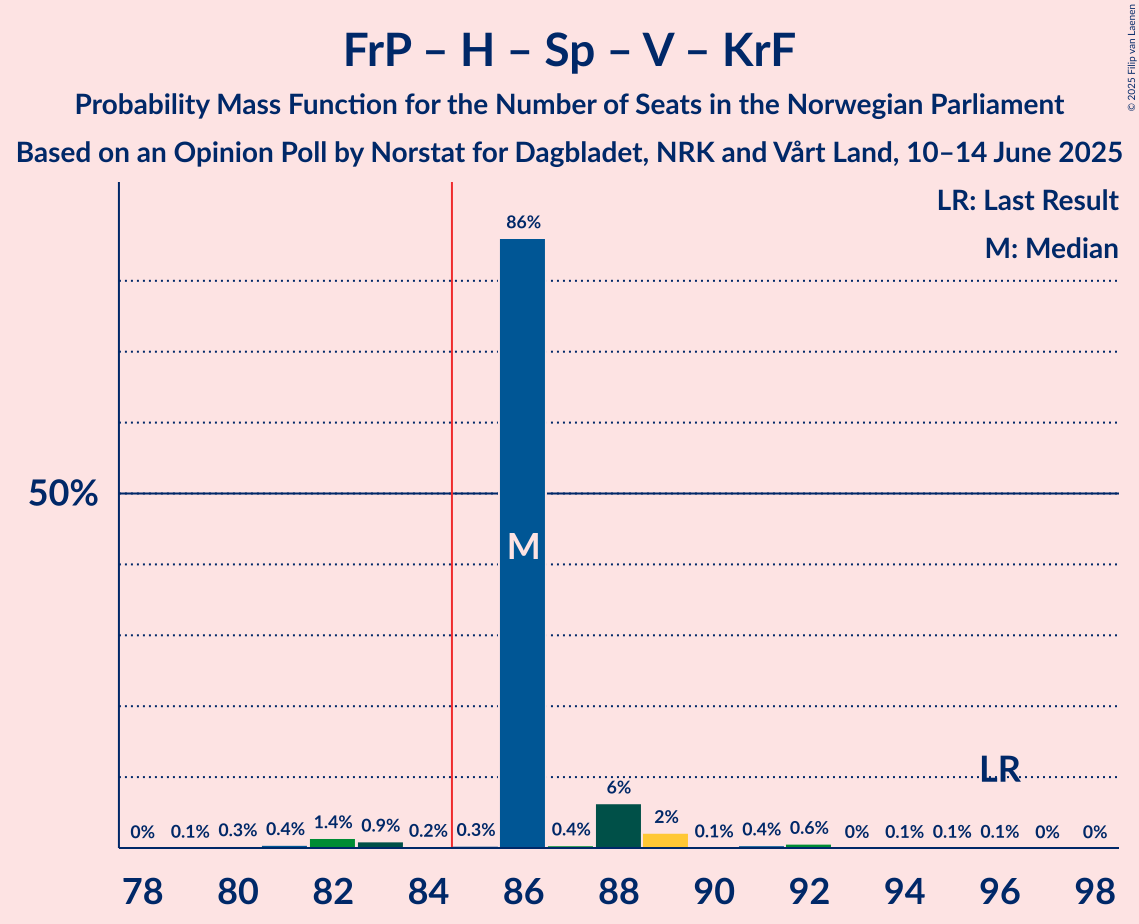 FrP – H – Sp – V – KrF
Probability Mass Function for the Number of Seats in the Norwegian Parliament
Based on an Opinion Poll by Norstat for Dagbladet, NRK and Vårt Land, 10–14 June 2025
© 2025 Filip van Laenen
LR: Last Result
M: Median
86%
50%
M
LR
6%
2%
0% 0.1% 0.3% 0.4% 1.4% 0.9% 0.2% 0.3% 0.4% 0.1% 0.4% 0.6% 0% 0.1% 0.1% 0.1% 0% 0%
78 80 82 84 86 88 90 92 94 96 98